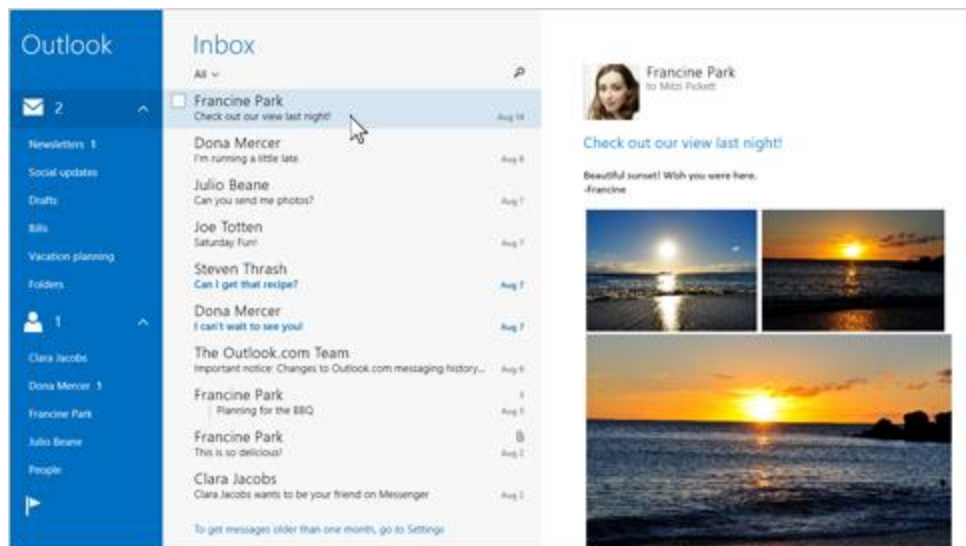 Outlook
2
Newsletters 1
Social updates
Drafts
Bills
Vacation planning
Folders
1
Clara Jacobs
Dona Mercer 1
Francine Park
Julio Beane
People
Inbox
All
Francine Park
Check out our view last night!
Dona Mercer
I'm running a little late
Aug 8
Julio Beane
Can you send me photos?
Aug 7
Joe Totten
Saturday Fun!
Aug 7
Steven Thrash
Can I get that recipe?
Aug 7
Dona Mercer
I can't wait to see you!
Aug 7
The Outlook.com Team
Important notice: Changes to Outlook.com messaging history...
Francine Park
Planning for the BBQ
Francine Park
This is so delicious!
Aug 2
Clara Jacobs
Clara Jacobs wants to be your friend on Messenger
Aug 2
To get messages older than one month, go to Settings
Francine Park
to Mitzi Pickett
Check out our view last night!
Beautiful sunset! Wish you were here.
-Francine